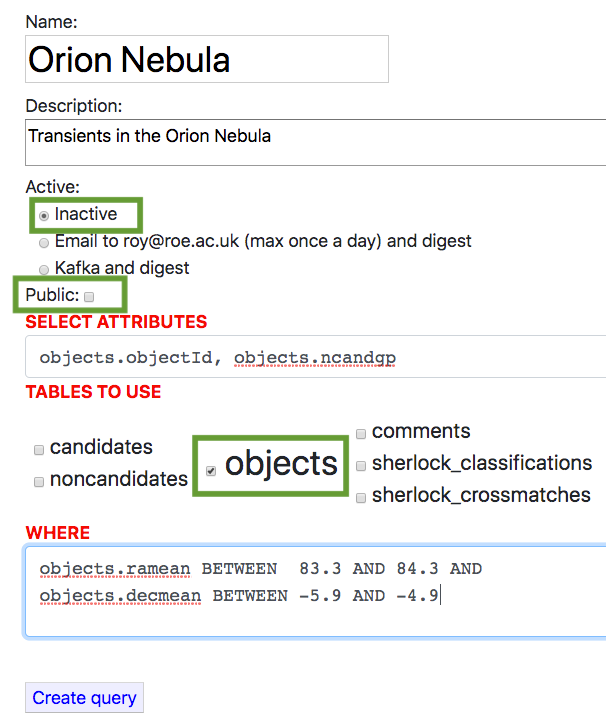 Name:
Orion Nebula
Description:
Transients in the Orion Nebula
Active:
Inactive
Email to roy@roe.ac.uk (max once a day) and digest
Kafka and digest
Public:
SELECT ATTRIBUTES
objects.objectId, objects.ncandgp
TABLES TO USE
candidates
noncandidates
objects
comments
sherlock_classifications
sherlock_crossmatches
WHERE
objects.ramean BETWEEN  83.3 AND 84.3 AND
objects.decmean BETWEEN -5.9 AND -4.9
Create query